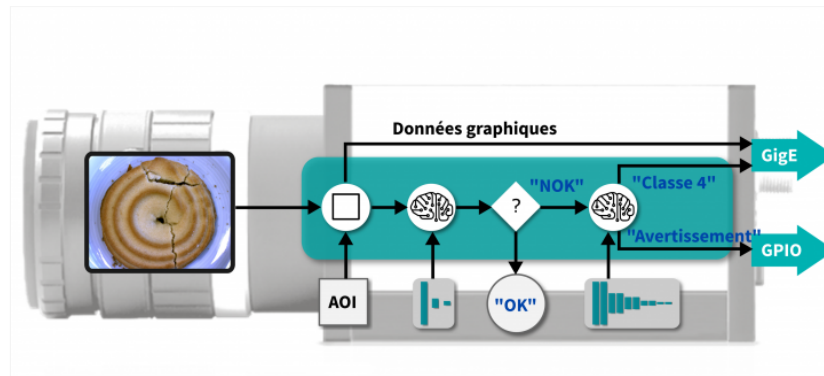 Données graphiques
GigE
"NOK"
"Classe 4"
?
"Avertissement"
GPIO
AOI
"OK"